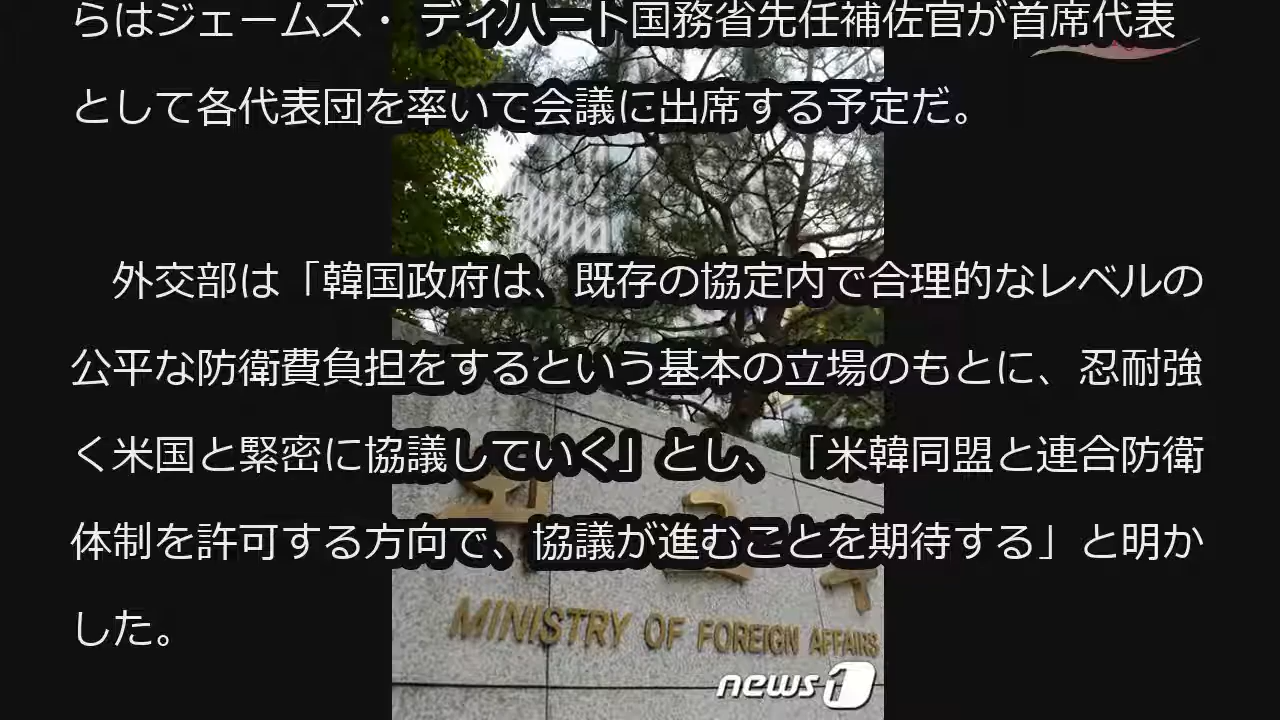 らはジェームズ・ ディハート国務省先任補佐官が首席代表
として各代表団を率いて会議に出席する予定だ。
　外交部は「韓国政府は、既存の協定内で合理的なレベルの
公平な防衛費負担をするという基本の立場のもとに、忍耐強
く米国と緊密に協議していく」とし、「米韓同盟と連合防衛
体制を許可する方向で、協議が進むことを期待する」と明か
した。
MINISTRY OF FOREIGN AFFAIRS
news1